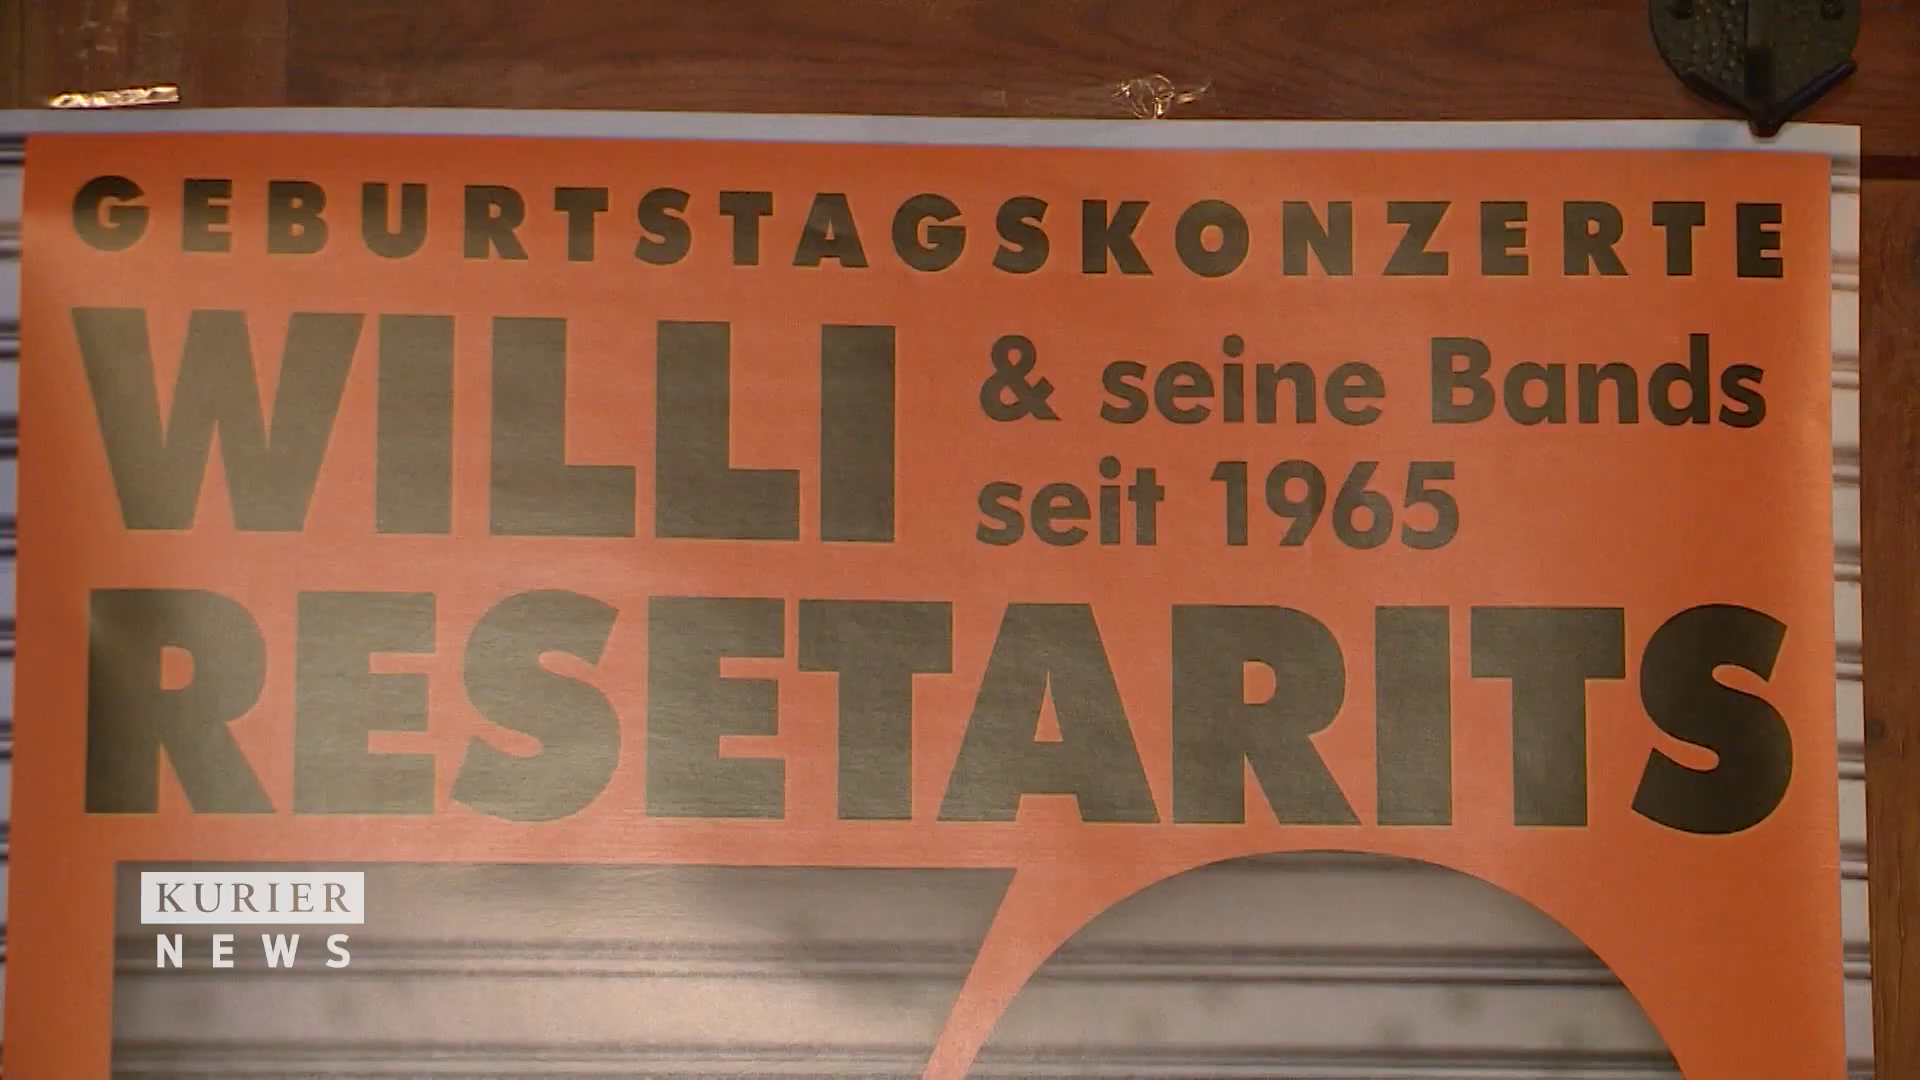 GEBURTSTAGSKONZERTE
WILLI
& seine Bands
seit 1965
RESETARITS
KURIER
NEWS